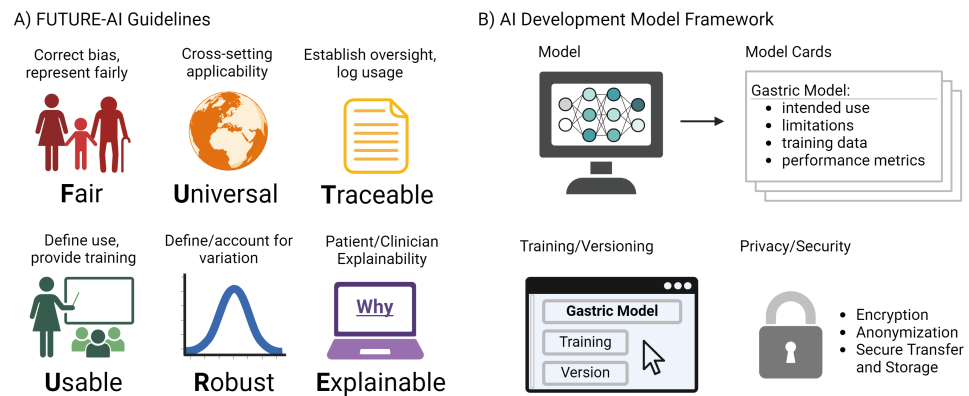 A) FUTURE-AI Guidelines
Correct bias,
represent fairly
Fair
Cross-setting
applicability
Universal
Establish oversight,
log usage
Traceable
Define use,
provide training
Usable
Define/account for
variation
Robust
Patient/Clinician
Explainability
Why
Explainable
B) AI Development Model Framework
Model
Model Cards
Gastric Model:
• intended use
• limitations
• training data
• performance metrics
Training/Versioning
Gastric Model
Training
Version
Privacy/Security
• Encryption
• Anonymization
• Secure Transfer
and Storage